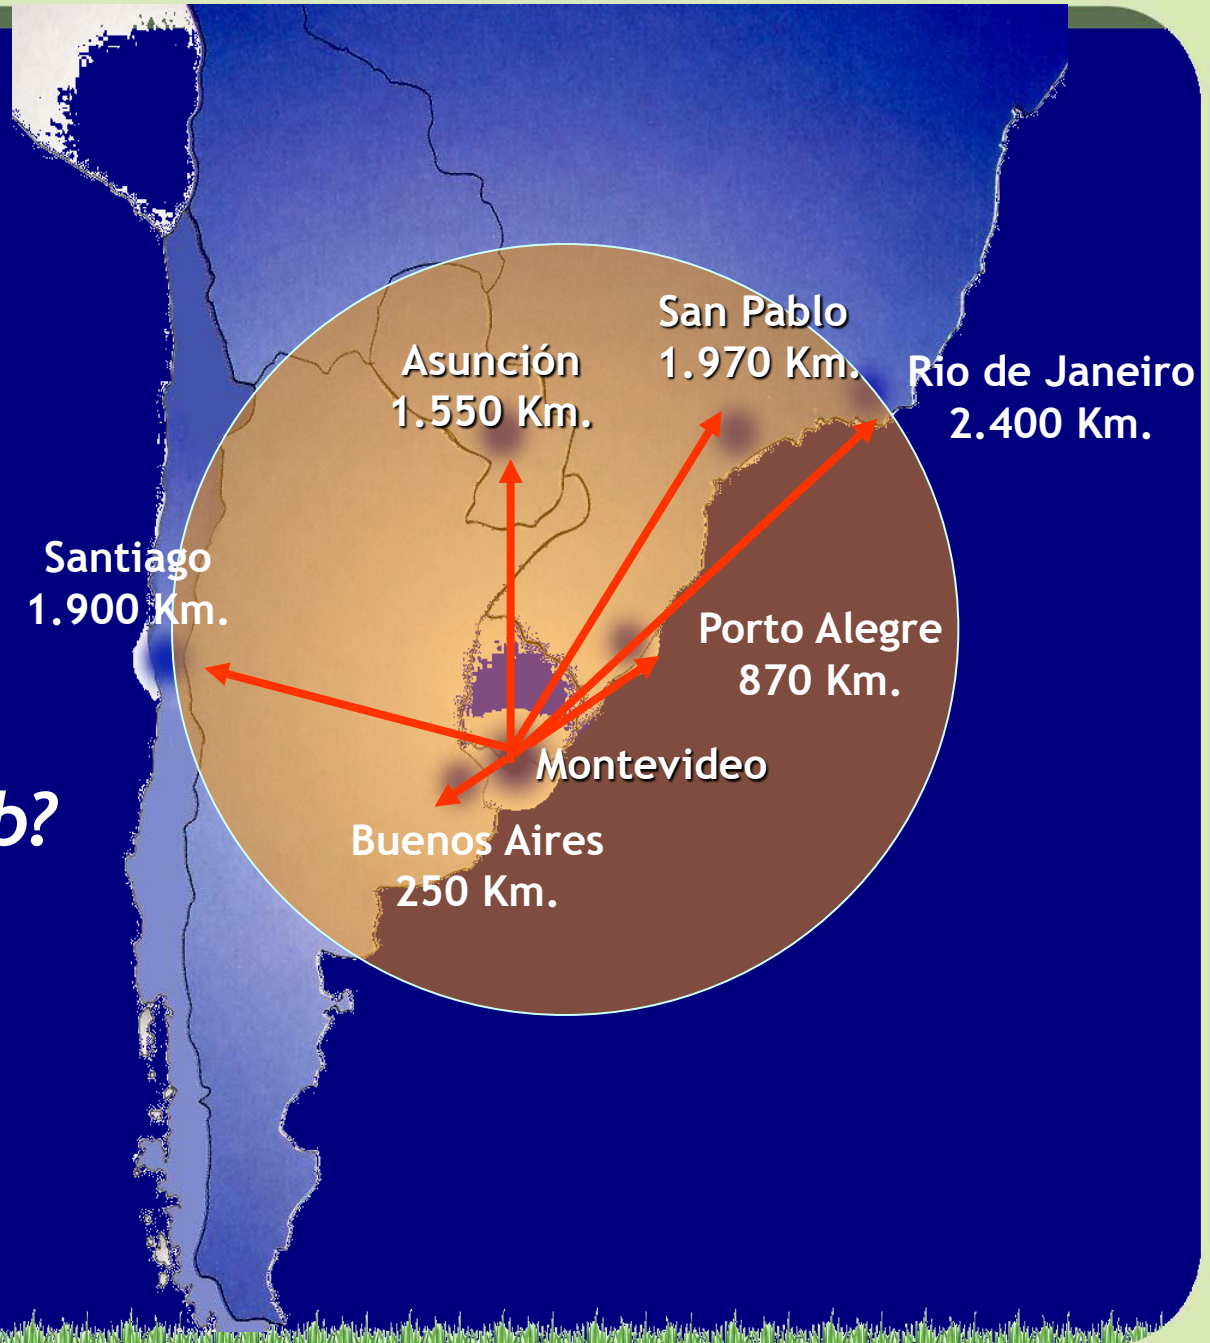 San Pablo
1.970 Km.
Asunción
1.550 Km.
Rio de Janeiro
2.400 Km.
Santiago
1.900 Km.
Porto Alegre
870 Km.
Montevideo
b?
Buenos Aires
250 Km.